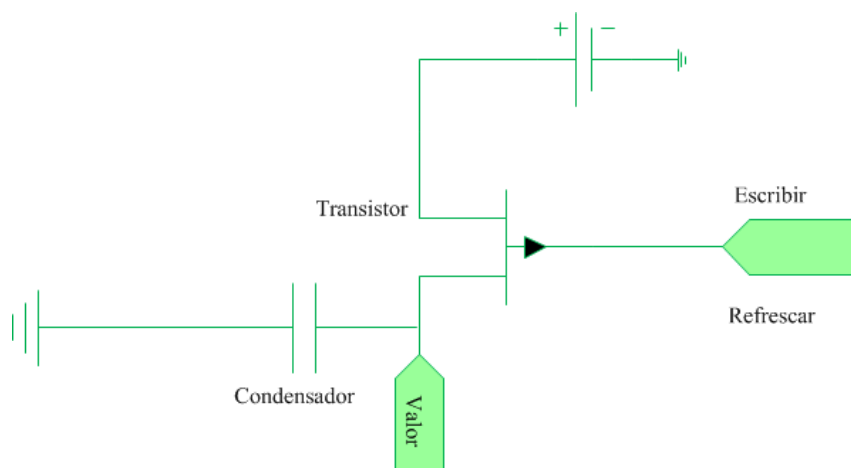 + −
Escribir
Transistor
Refrescar
Condensador
Valor